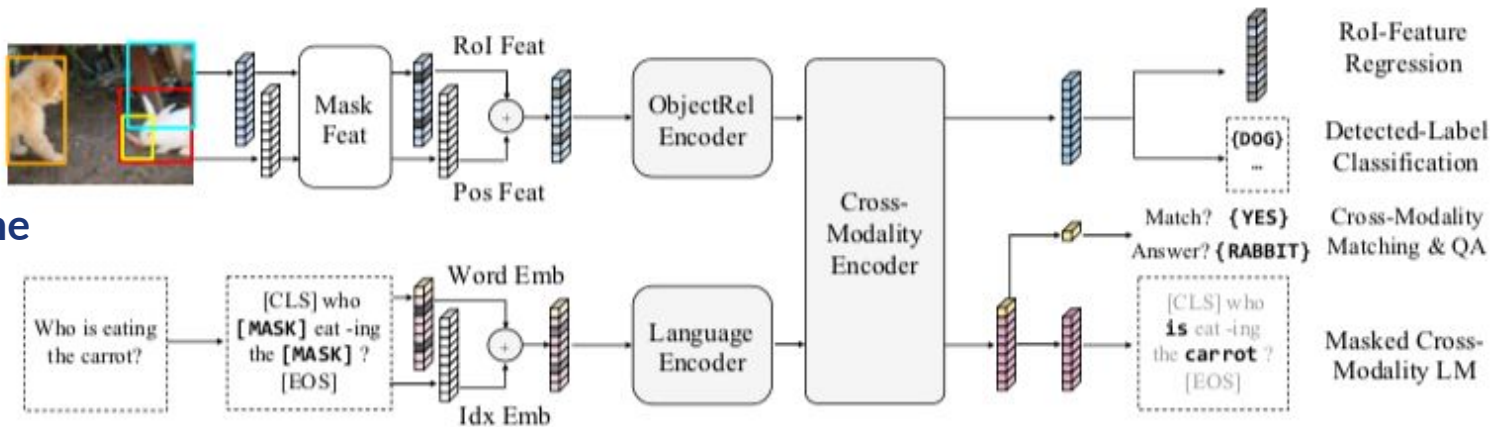 RoI Feat
Mask
Feat
Pos Feat
ObjectRel
Encoder
Cross-
Modality
Encoder
RoI-Feature
Regression
{DOG}
...
Detected-Label
Classification
Match? {YES}
Answer? {RABBIT}
Cross-Modality
Matching & QA
Who is eating
the carrot?
[CLS] who
[MASK] eat -ing
the [MASK] ?
[EOS]
Word Emb
Idx Emb
Language
Encoder
[CLS] who
is eat -ing
the carrot ?
[EOS]
Masked Cross-
Modality LM
+
+